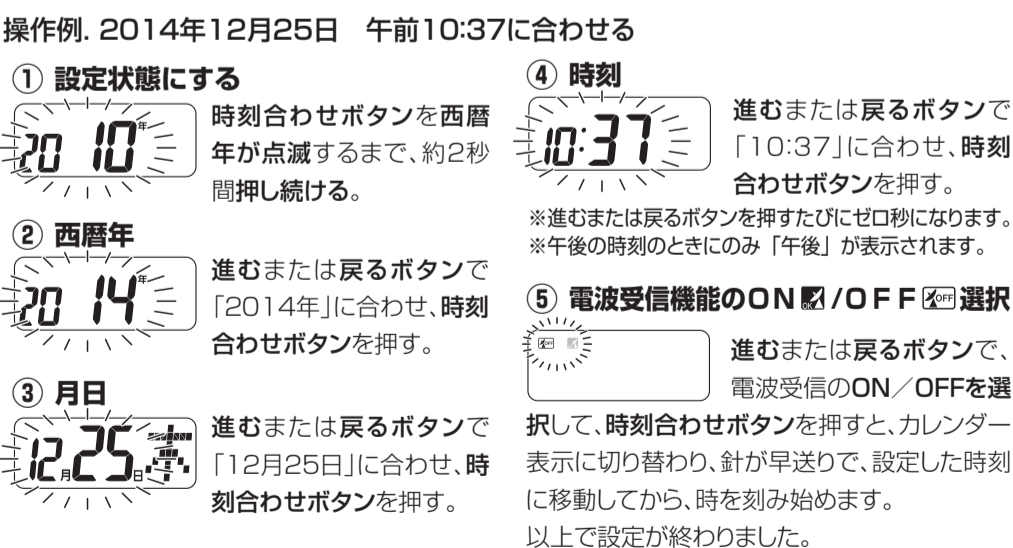 操作例. 2014年12月25日　午前10:37に合わせる
① 設定状態にする
20 10年
時刻合わせボタンを西暦
年が点滅するまで、約2秒
間押し続ける。
② 西暦年
20 14年
進むまたは戻るボタンで
「2014年」に合わせ、時刻
合わせボタンを押す。
③ 月日
12月25日 木
進むまたは戻るボタンで
「12月25日」に合わせ、時
刻合わせボタンを押す。
④ 時刻
10:37
進むまたは戻るボタンで
「10:37」に合わせ、時刻
合わせボタンを押す。
※進むまたは戻るボタンを押すたびにゼロ秒になります。
※午後の時刻のときにのみ「午後」が表示されます。
⑤ 電波受信機能のON OK /OFF OFF 選択
OFF
進むまたは戻るボタンで、
電波受信のON／OFFを選
択して、時刻合わせボタンを押すと、カレンダー
表示に切り替わり、針が早送りで、設定した時刻
に移動してから、時を刻み始めます。
以上で設定が終わりました。